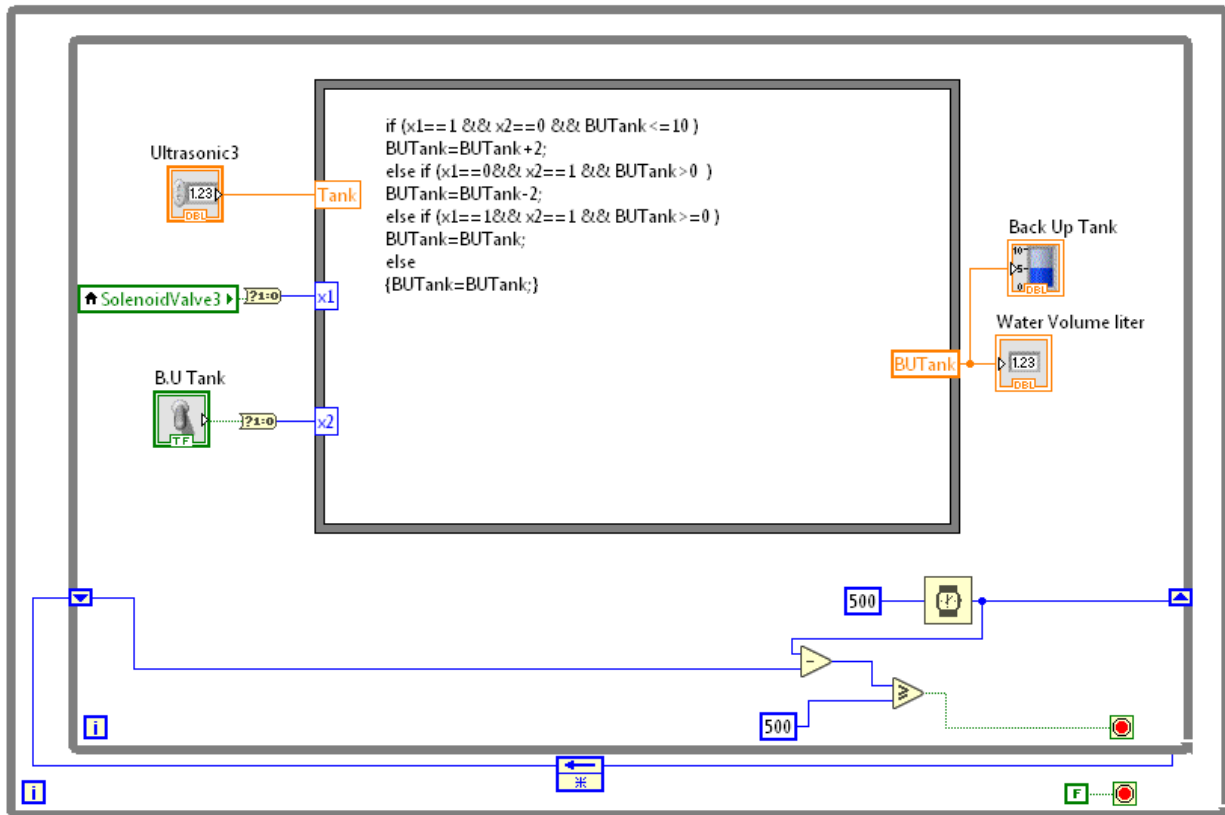 if (x1==1 && x2==0 && BUTank<=10 )
BUTank=BUTank+2;
else if (x1==0&& x2==1 && BUTank>0  )
BUTank=BUTank-2;
else if (x1==1&& x2==1 && BUTank>=0 )
BUTank=BUTank;
else
{BUTank=BUTank;}
Ultrasonic3
1.23
DBL
Tank
SolenoidValve3
?1:0
x1
B.U Tank
TF
?1:0
x2
Back Up Tank
10
5
0
DBL
Water Volume liter
1.23
DBL
BUTank
500
-
≥
500
i
i
F